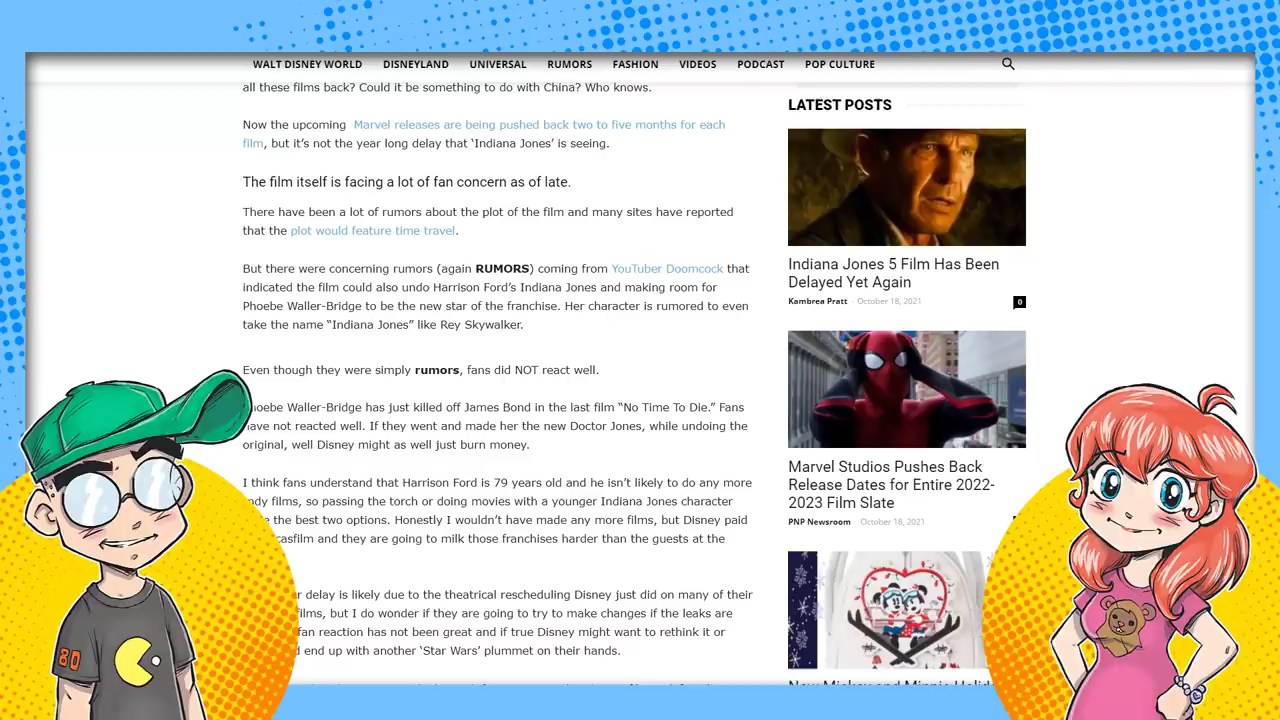 WALT DISNEY WORLD DISNEYLAND UNIVERSAL RUMORS FASHION VIDEOS PODCAST POP CULTURE
all these films back? Could it be something to do with China? Who knows.
Now the upcoming Marvel releases are being pushed back two to five months for each
film, but it's not the year long delay that ‘Indiana Jones’ is seeing.
The film itself is facing a lot of fan concern as of late.
There have been a lot of rumors about the plot of the film and many sites have reported
that the plot would feature time travel.
But there were concerning rumors (again RUMORS) coming from YouTuber Doomcock that
indicated the film could also undo Harrison Ford's Indiana Jones and making room for
Phoebe Waller-Bridge to be the new star of the franchise. Her character is rumored to even
take the name “Indiana Jones” like Rey Skywalker.
Even though they were simply rumors, fans did NOT react well.
hoebe Waller-Bridge has just killed off James Bond in the last film “No Time To Die.” Fans
have not reacted well. If they went and made her the new Doctor Jones, while undoing the
original, well Disney might as well just burn money.
I think fans understand that Harrison Ford is 79 years old and he isn't likely to do any more
ndy films, so passing the torch or doing movies with a younger Indiana Jones character
the best two options. Honestly I wouldn't have made any more films, but Disney paid
casfilm and they are going to milk those franchises harder than the guests at the
r delay is likely due to the theatrical rescheduling Disney just did on many of their
films, but I do wonder if they are going to try to make changes if the leaks are
fan reaction has not been great and if true Disney might want to rethink it or
end up with another ‘Star Wars’ plummet on their hands.
LATEST POSTS
Indiana Jones 5 Film Has Been
Delayed Yet Again
Kambrea Pratt - October 18, 2021 0
Marvel Studios Pushes Back
Release Dates for Entire 2022-
2023 Film Slate
PNP Newsroom - October 18, 2021
New Mickey and Minnie Holid
80